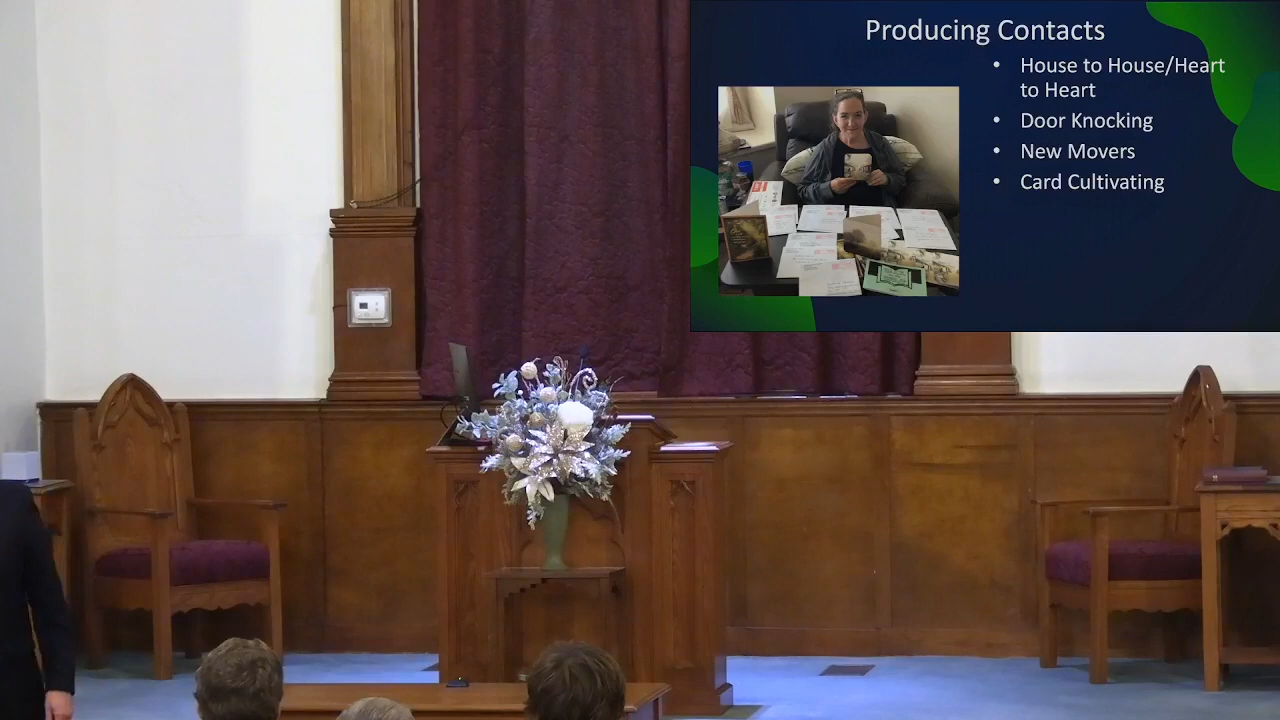 Producing Contacts
• House to House/Heart
to Heart
• Door Knocking
• New Movers
• Card Cultivating